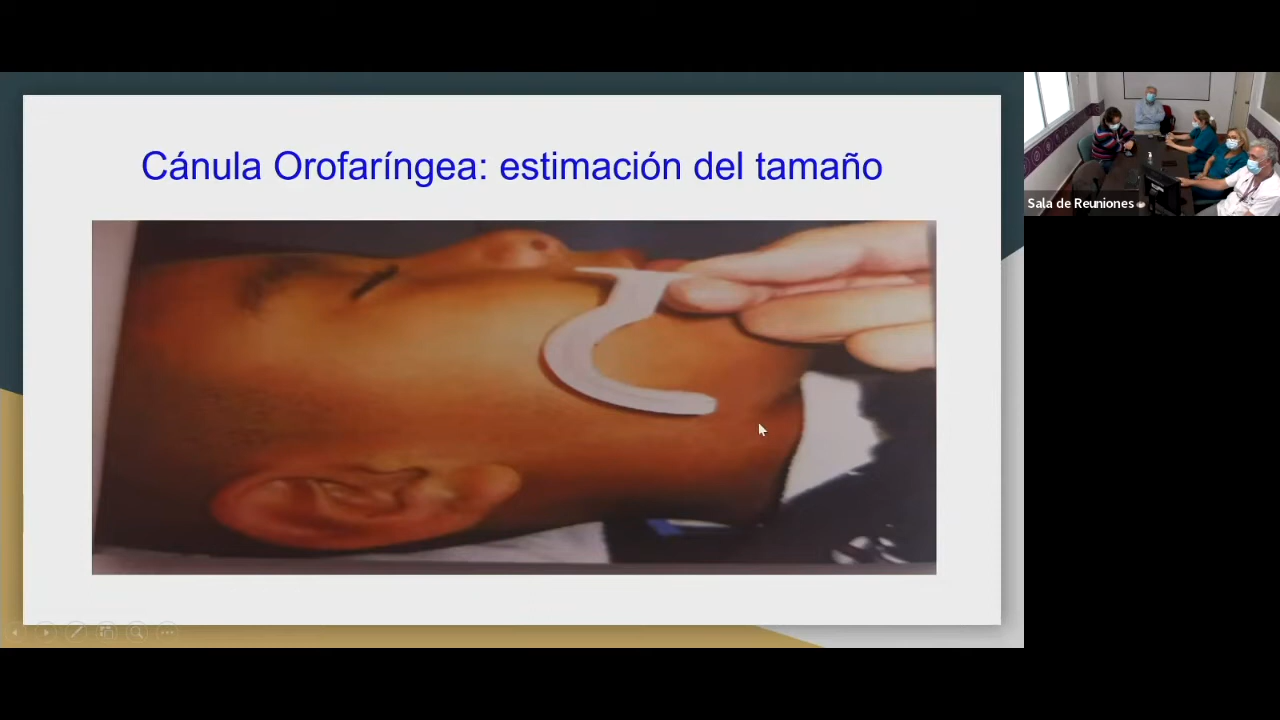 Cánula Orofaríngea: estimación del tamaño
Sala de Reuniones